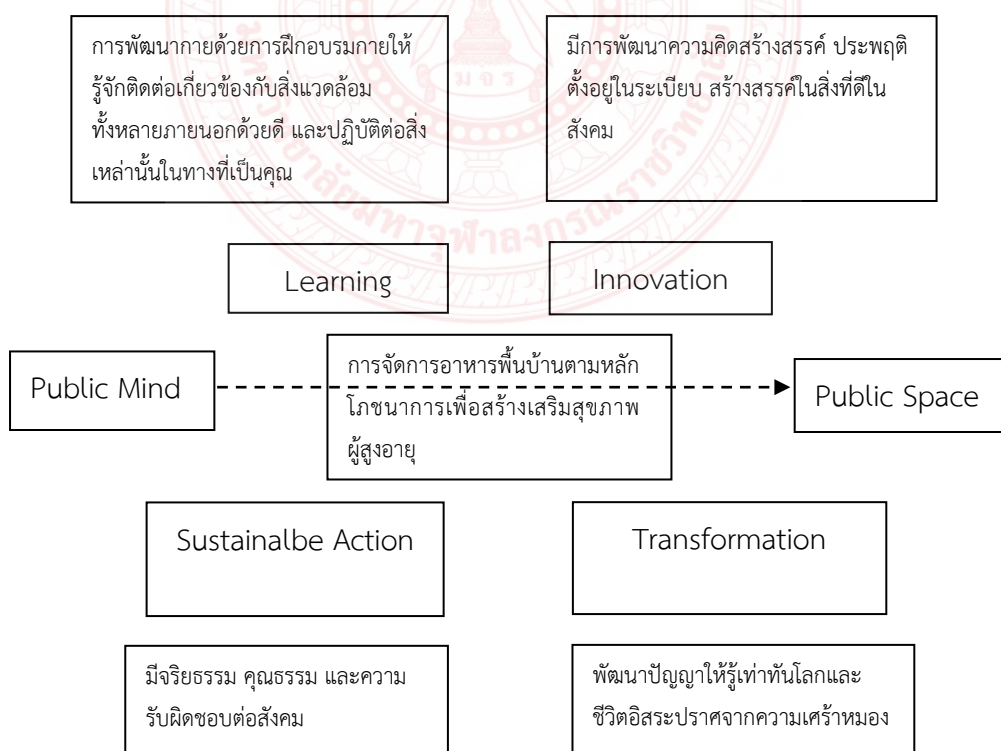 การพัฒนากายด้วยการฝึกอบรมกายให้
รู้จักติดต่อเกี่ยวข้องกับสิ่งแวดล้อม
ทั้งหลายภายนอกด้วยดี และปฏิบัติต่อสิ่ง
เหล่านั้นในทางที่เป็นคุณ
มีการพัฒนาความคิดสร้างสรรค์ ประพฤติ
ตั้งอยู่ในระเบียบ สร้างสรรค์ในสิ่งที่ดีใน
สังคม
Learning
Innovation
Public Mind
การจัดการอาหารพื้นบ้านตามหลัก
โภชนาการเพื่อสร้างเสริมสุขภาพ
ผู้สูงอายุ
Public Space
Sustainalbe Action
Transformation
มีจริยธรรม คุณธรรม และความ
รับผิดชอบต่อสังคม
พัฒนาปัญญาให้รู้เท่าทันโลกและ
ชีวิตอิสระปราศจากความเศร้าหมอง